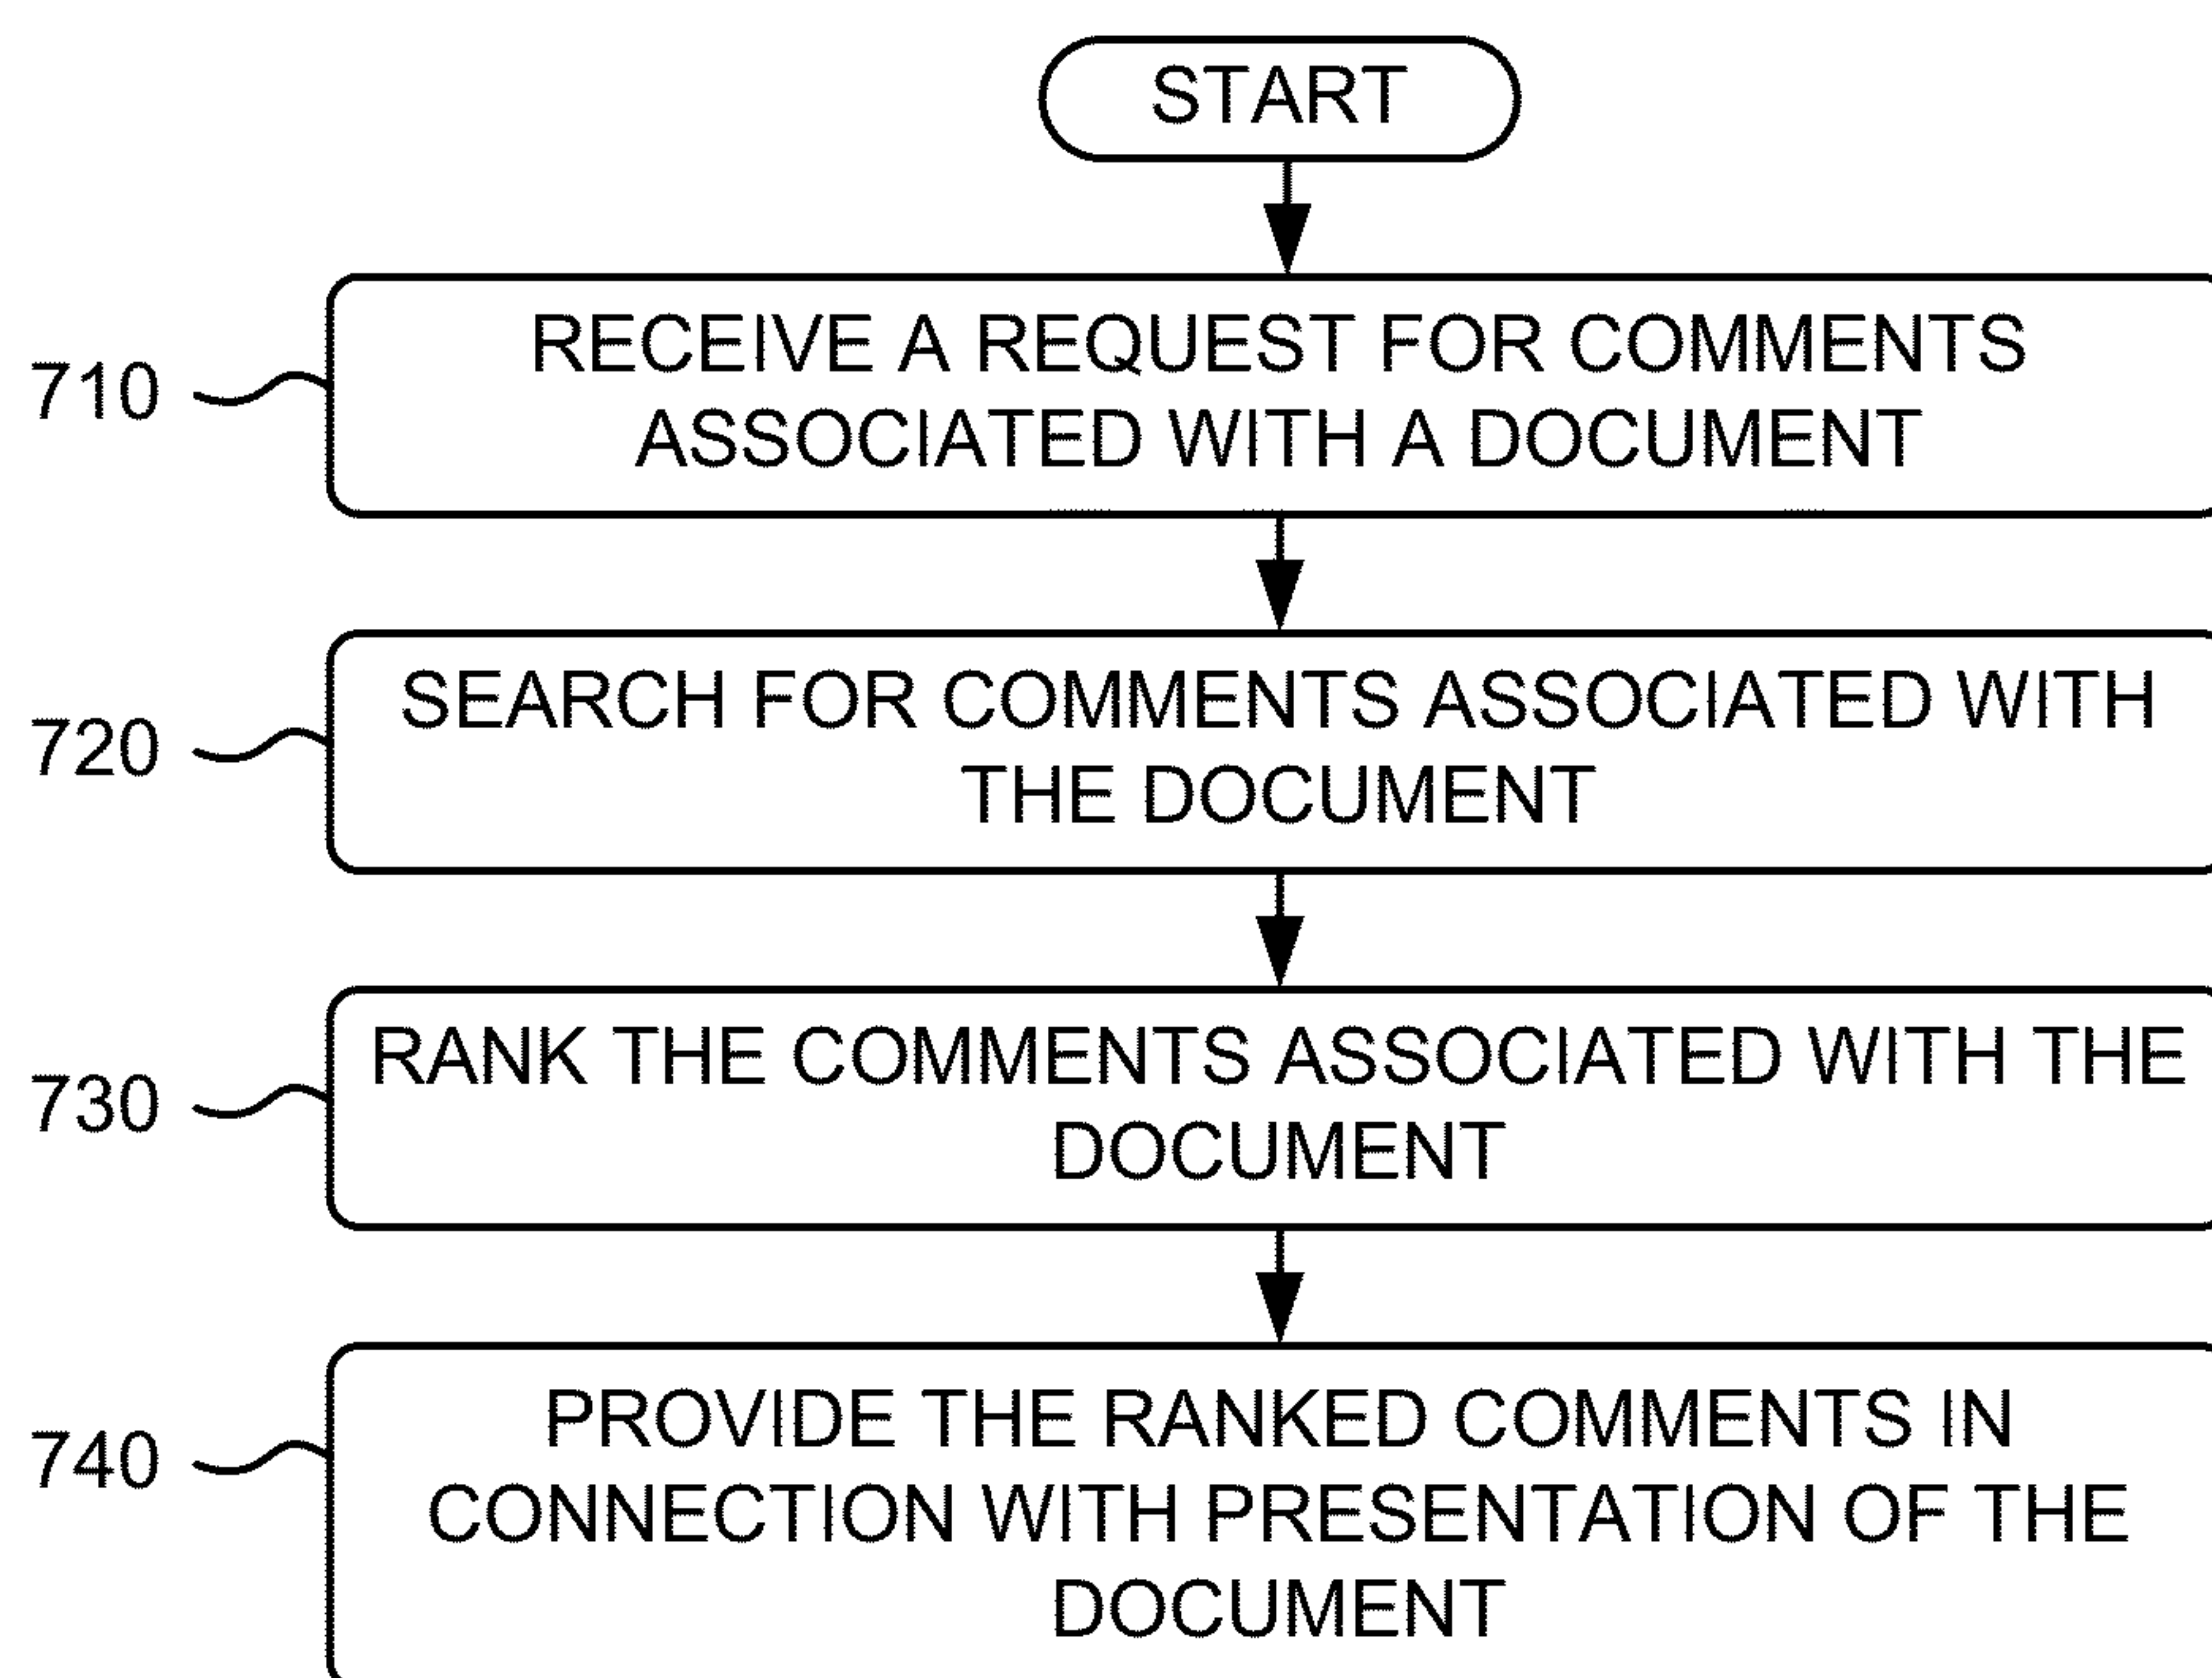 START
710
RECEIVE A REQUEST FOR COMMENTS
ASSOCIATED WITH A DOCUMENT
720
SEARCH FOR COMMENTS ASSOCIATED WITH
THE DOCUMENT
730
RANK THE COMMENTS ASSOCIATED WITH THE
DOCUMENT
740
PROVIDE THE RANKED COMMENTS IN
CONNECTION WITH PRESENTATION OF THE
DOCUMENT